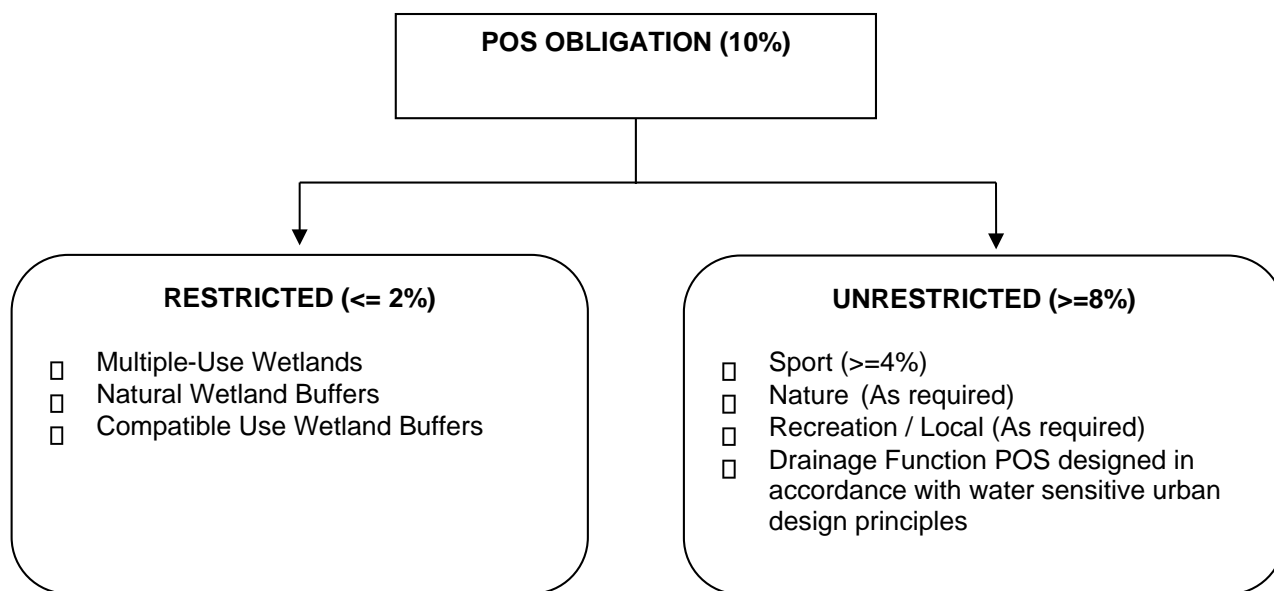 POS OBLIGATION (10%)
RESTRICTED (<= 2%)
Multiple-Use Wetlands
Natural Wetland Buffers
Compatible Use Wetland Buffers
UNRESTRICTED (>=8%)
Sport (>=4%)
Nature (As required)
Recreation / Local (As required)
Drainage Function POS designed in
accordance with water sensitive urban
design principles